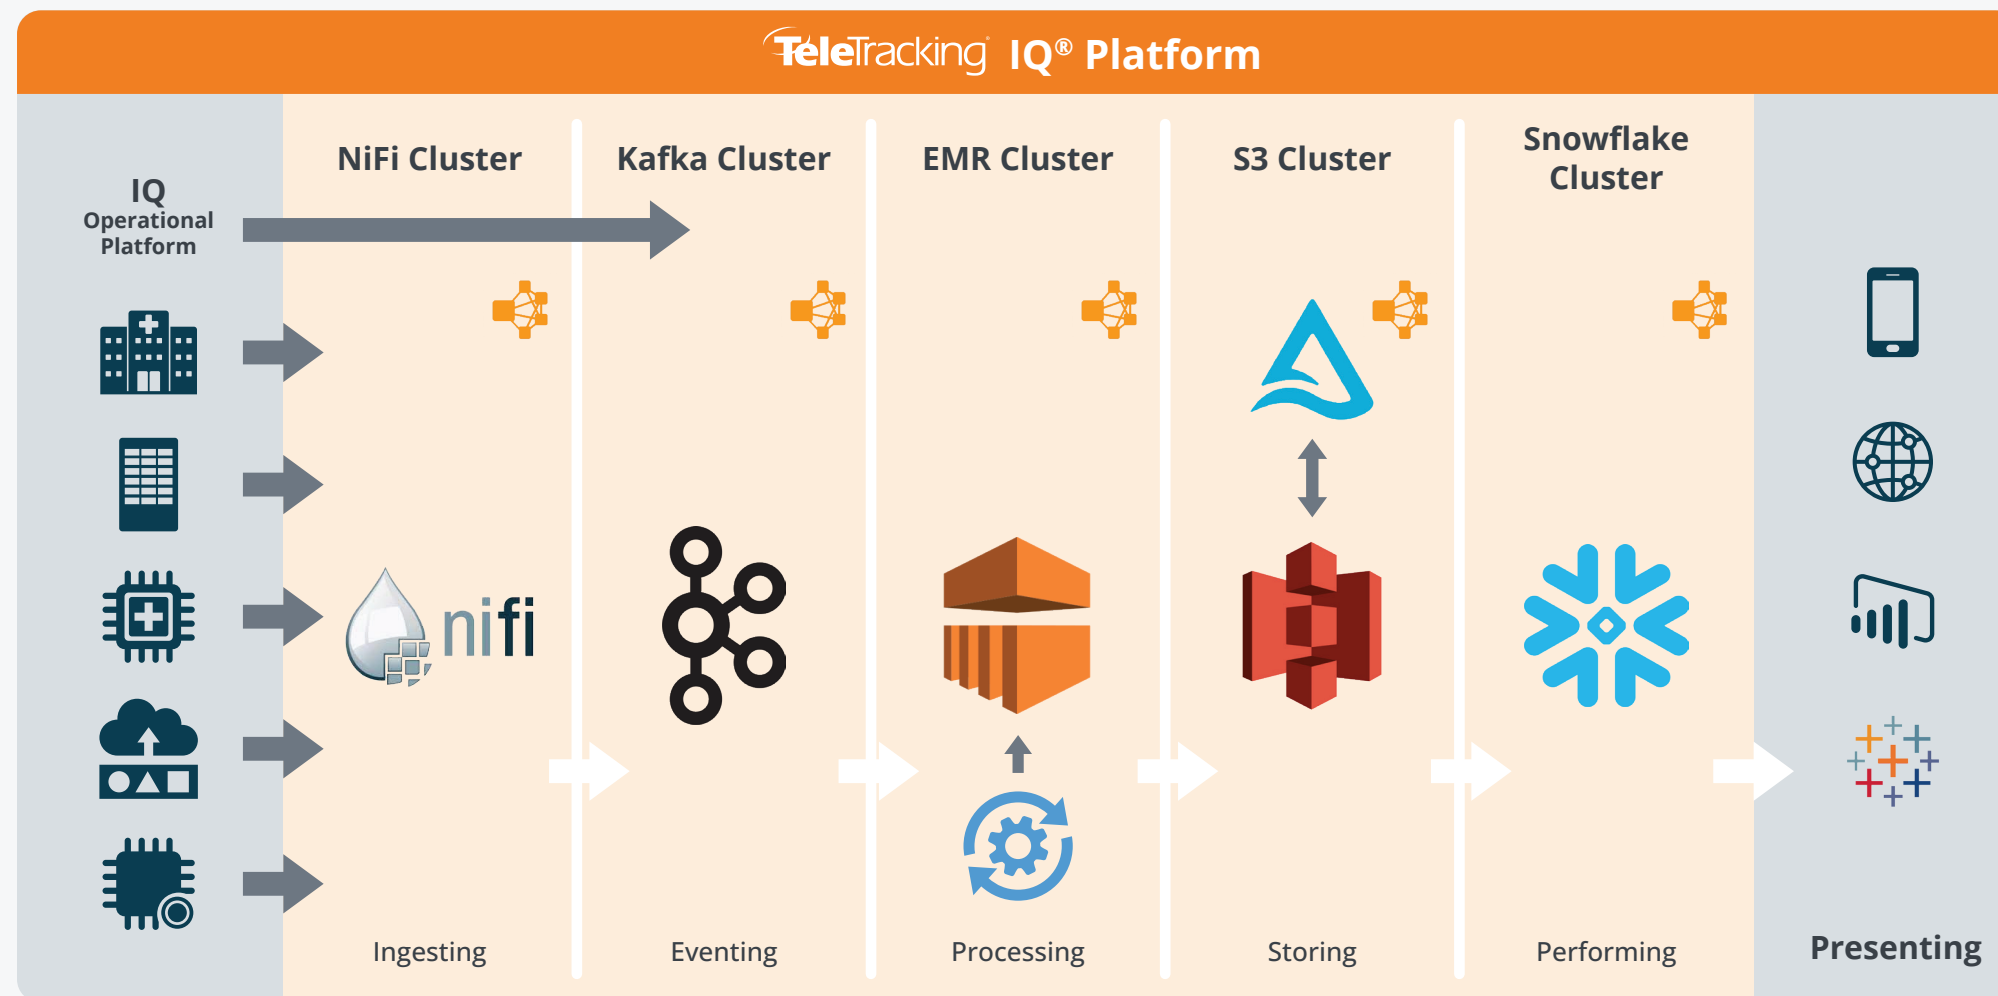 TeleTracking IQ® Platform
NiFi Cluster
Kafka Cluster
EMR Cluster
S3 Cluster
Snowflake
Cluster
IQ
Operational
Platform
nifi
Ingesting
Eventing
Processing
Storing
Performing
Presenting